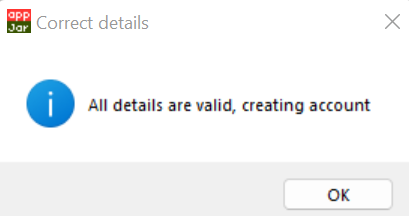 app
Jar
Correct details
All details are valid, creating account
OK